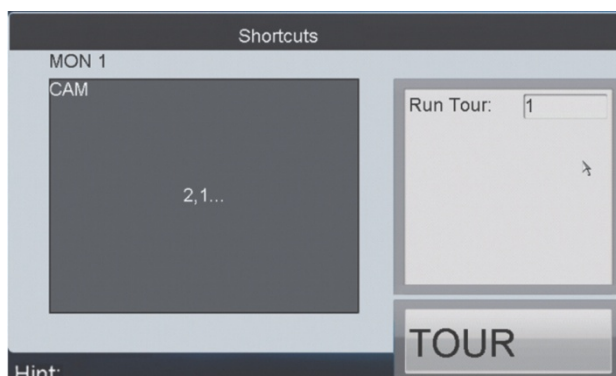 Shortcuts
MON 1
CAM
2,1...
Run Tour: 1
TOUR
Hint: